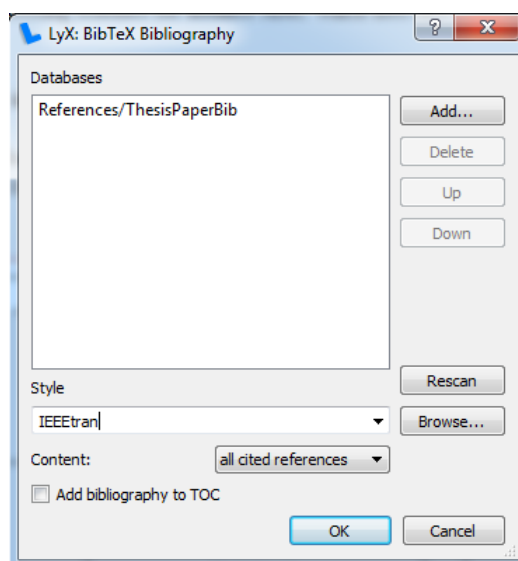 LyX: BibTeX Bibliography
Databases
References/ThesisPaperBib
Add...
Delete
Up
Down
Rescan
Style
IEEEtran
Browse...
Content:
all cited references
Add bibliography to TOC
OK
Cancel